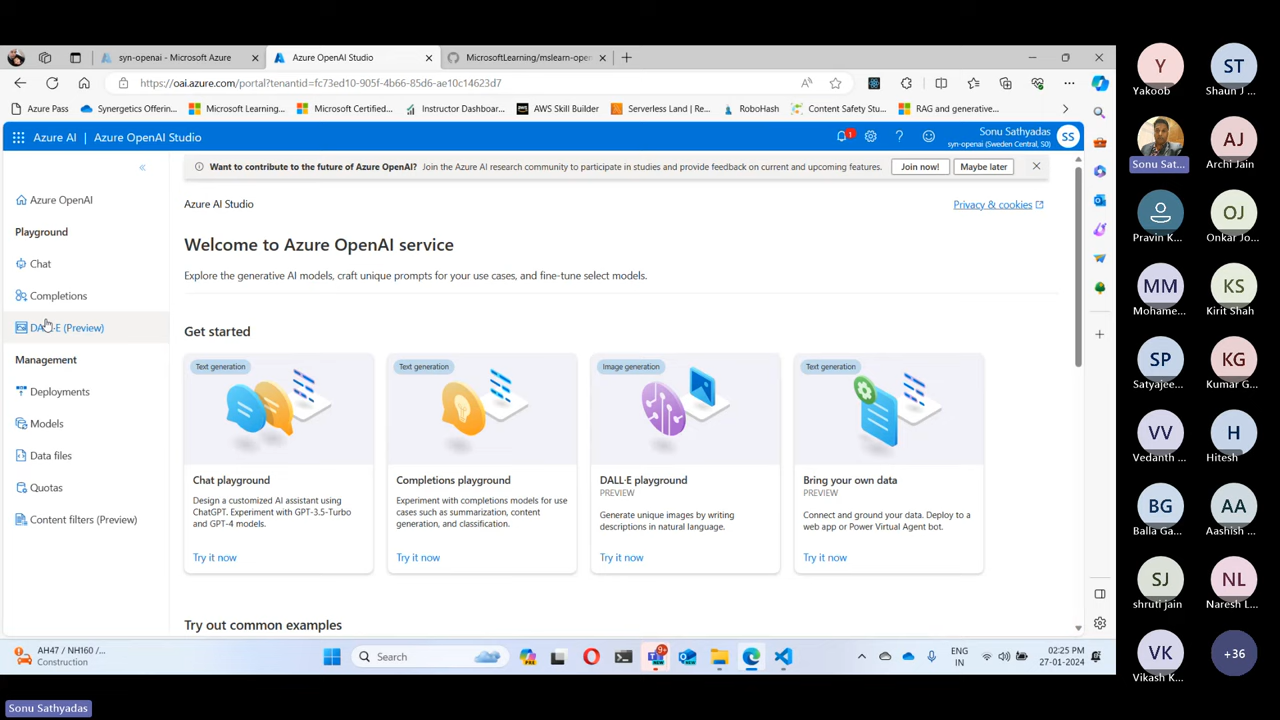 syn-openai - Microsoft Azure
Azure OpenAI Studio
MicrosoftLearning/mslearn-open
https://oai.azure.com/portal?tenantid=fc73ed10-905f-4b66-85d6-ae10c14623d7
Azure Pass
Synergetics Offerin...
Microsoft Learning...
Microsoft Certified...
Instructor Dashboar...
AWS Skill Builder
Serverless Land | Re...
RoboHash
Content Safety Stu...
RAG and generative...
Azure AI | Azure OpenAI Studio
1
Sonu Sathyadas
syn-openai (Sweden Central, S0)
SS
Want to contribute to the future of Azure OpenAI? Join the Azure AI research community to participate in studies and provide feedback on current and upcoming features.
Join now!
Maybe later
Azure OpenAI
Playground
Chat
Completions
DALL-E (Preview)
Management
Deployments
Models
Data files
Quotas
Content filters (Preview)
Azure AI Studio
Privacy & cookies
Welcome to Azure OpenAI service
Explore the generative AI models, craft unique prompts for your use cases, and fine-tune select models.
Get started
Text generation
Chat playground
Design a customized AI assistant using
ChatGPT. Experiment with GPT-3.5-Turbo
and GPT-4 models.
Try it now
Text generation
Completions playground
Experiment with completions models for use
cases such as summarization, content
generation, and classification.
Try it now
Image generation
DALL·E playground
PREVIEW
Generate unique images by writing
descriptions in natural language.
Try it now
Text generation
Bring your own data
PREVIEW
Connect and ground your data. Deploy to a
web app or Power Virtual Agent bot.
Try it now
Try out common examples
AH47 / NH160 /...
Construction
Search
PRE
9+
ENG
IN
02:25 PM
27-01-2024
Y
Yakoob
ST
Shaun J ...
Sonu Sat...
AJ
Archi Jain
Pravin K...
OJ
Onkar Jo...
MM
Mohame...
KS
Kirit Shah
SP
Satyajee...
KG
Kumar G...
VV
Vedanth ...
H
Hitesh
BG
Balla Ga...
AA
Aashish ...
SJ
shruti jain
NL
Naresh L...
VK
Vikash K...
+36
Sonu Sathyadas